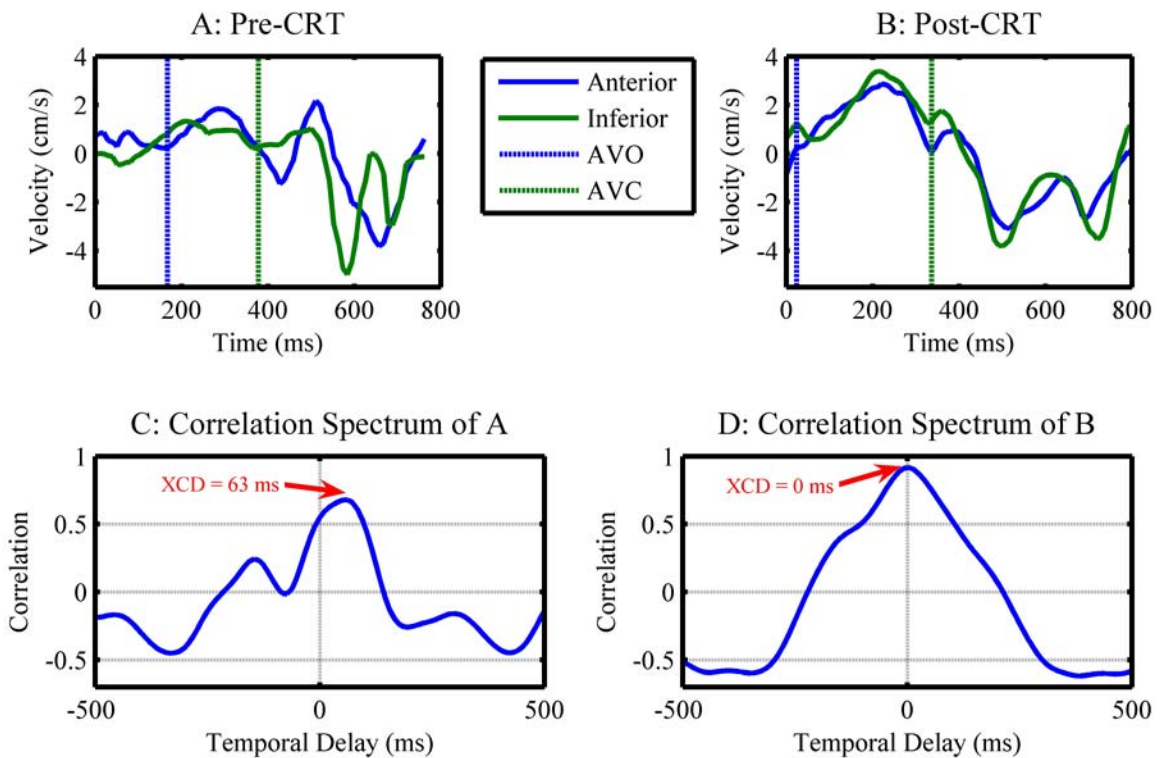 A: Pre-CRT
4
2
0
-2
-4
Velocity (cm/s)
0 200 400 600 800
Time (ms)
Anterior
Inferior
AVO
AVC
B: Post-CRT
4
2
0
-2
-4
Velocity (cm/s)
0 200 400 600 800
Time (ms)
C: Correlation Spectrum of A
XCD = 63 ms
1
0.5
0
-0.5
Correlation
-500 0 500
Temporal Delay (ms)
D: Correlation Spectrum of B
XCD = 0 ms
1
0.5
0
-0.5
Correlation
-500 0 500
Temporal Delay (ms)